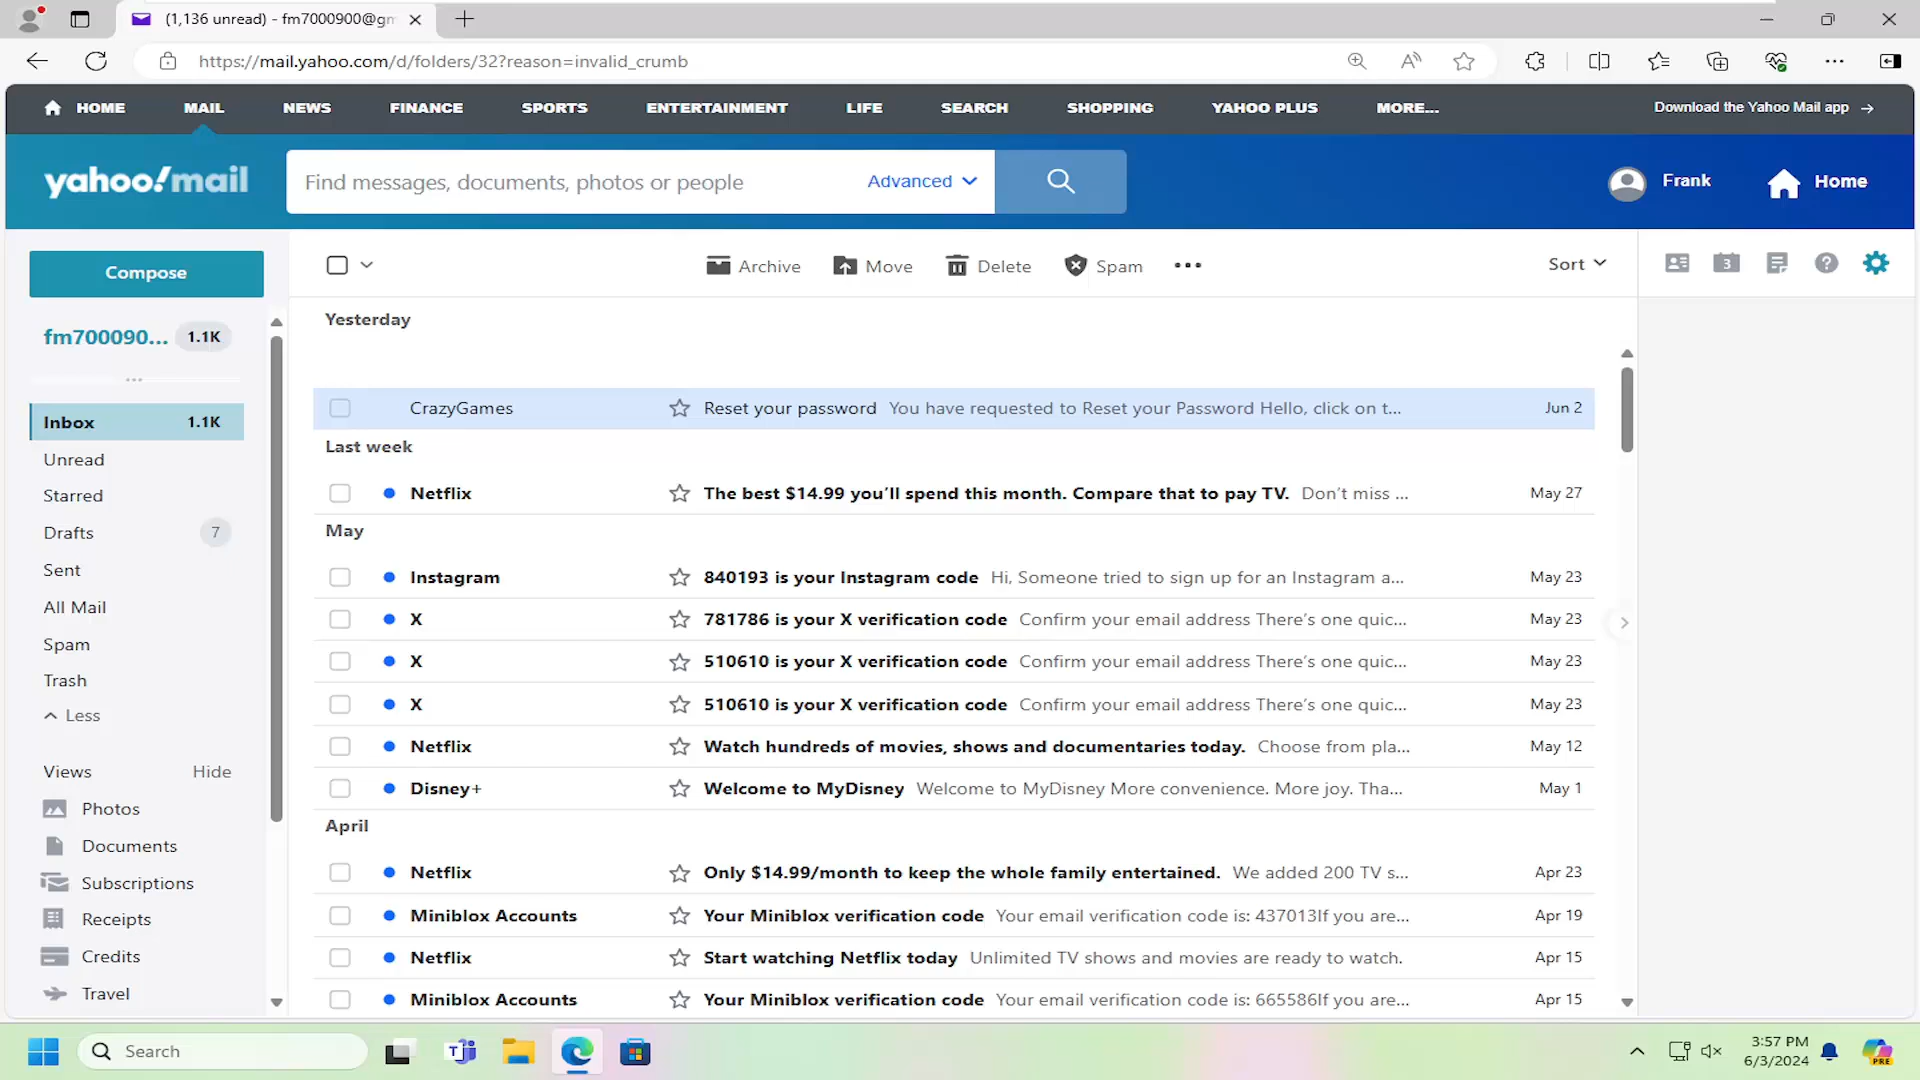 (1,136 unread) - fm7000900@gm
https://mail.yahoo.com/d/folders/32?reason=invalid_crumb
HOME MAIL NEWS FINANCE SPORTS ENTERTAINMENT LIFE SEARCH SHOPPING YAHOO PLUS MORE... Download the Yahoo Mail app →
yahoo!mail Find messages, documents, photos or people Advanced Frank Home
Compose Archive Move Delete Spam ••• Sort 3 ?
fm700090... 1.1K
Yesterday
CrazyGames Reset your password You have requested to Reset your Password Hello, click on t... Jun 2
Inbox 1.1K
Last week
Unread
Starred
Netflix The best $14.99 you’ll spend this month. Compare that to pay TV. Don’t miss ... May 27
Drafts 7
May
Sent
Instagram 840193 is your Instagram code Hi, Someone tried to sign up for an Instagram a... May 23
All Mail
X 781786 is your X verification code Confirm your email address There’s one quic... May 23
Spam
X 510610 is your X verification code Confirm your email address There’s one quic... May 23
Trash
X 510610 is your X verification code Confirm your email address There’s one quic... May 23
Less
Netflix Watch hundreds of movies, shows and documentaries today. Choose from pla... May 12
Views Hide
Disney+ Welcome to MyDisney Welcome to MyDisney More convenience. More joy. Tha... May 1
Photos
April
Documents
Netflix Only $14.99/month to keep the whole family entertained. We added 200 TV s... Apr 23
Subscriptions
Miniblox Accounts Your Miniblox verification code Your email verification code is: 437013If you are... Apr 19
Receipts
Netflix Start watching Netflix today Unlimited TV shows and movies are ready to watch. Apr 15
Credits
Miniblox Accounts Your Miniblox verification code Your email verification code is: 665586If you are... Apr 15
Travel
Search 3:57 PM
6/3/2024
PRE